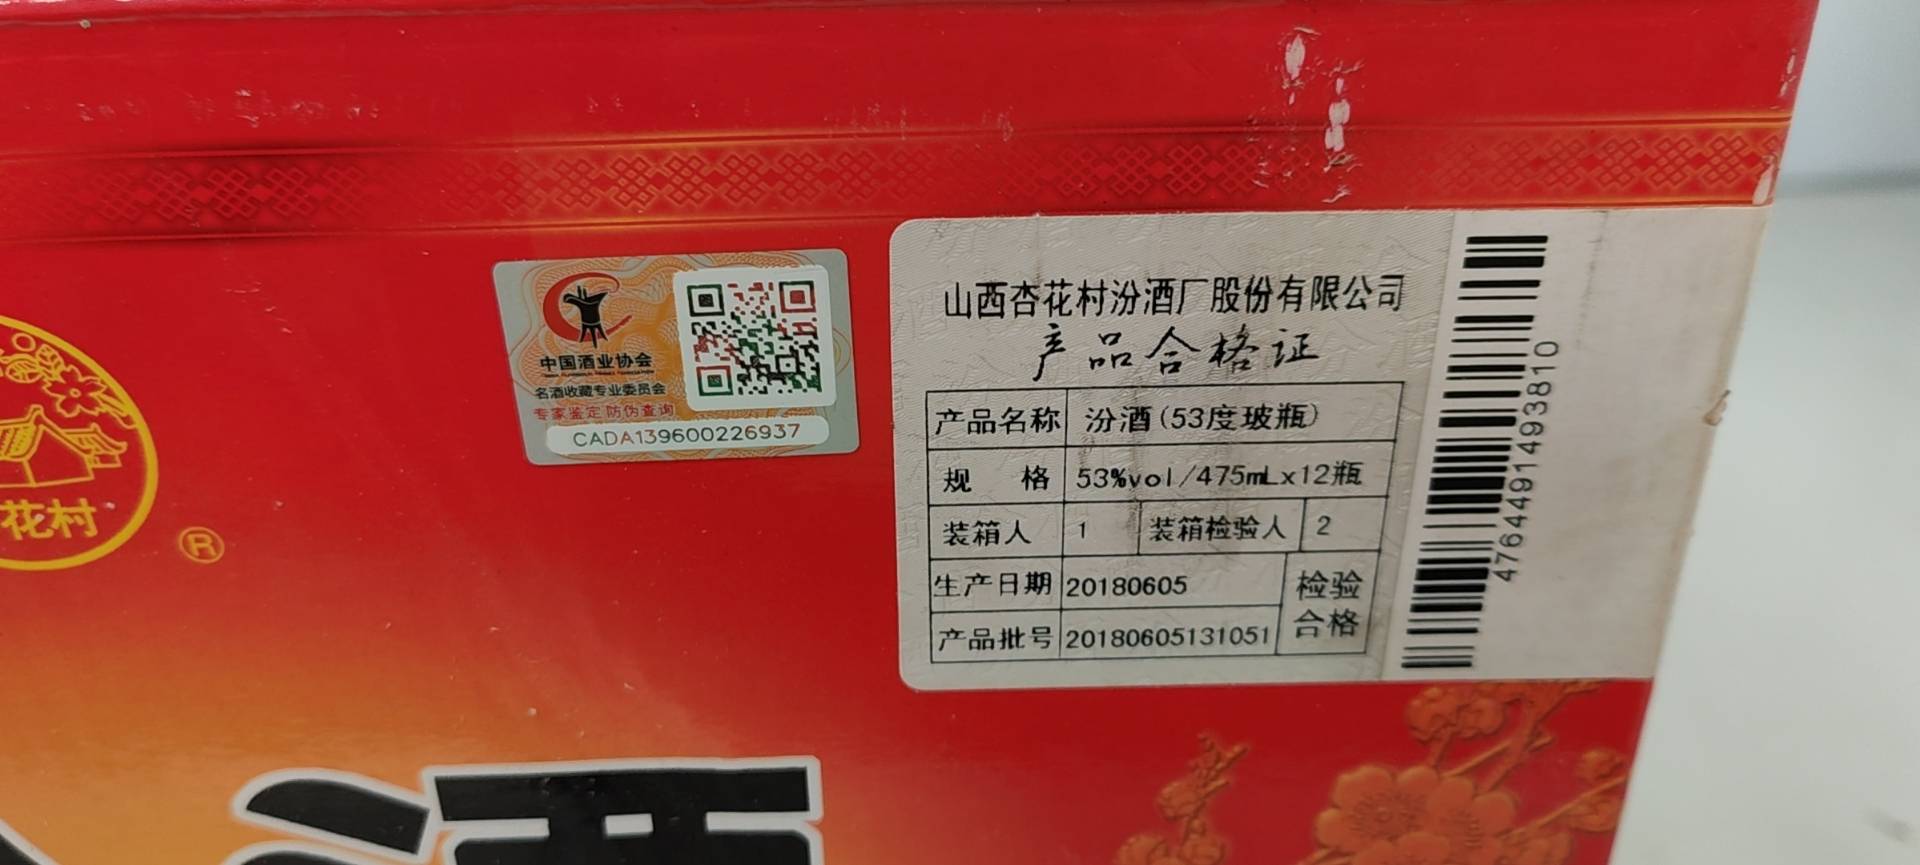 花村
®
中国酒业协会
名酒收藏专业委员会
专家鉴定 防伪查询
CADA139600226937
山西杏花村汾酒厂股份有限公司
产品合格证
产品名称 汾酒(53度玻瓶)
规 格 53%vol/475mLx12瓶
装箱人 1 装箱检验人 2
生产日期 20180605 检验
产品批号 20180605131051 合格
4764491493810
酒